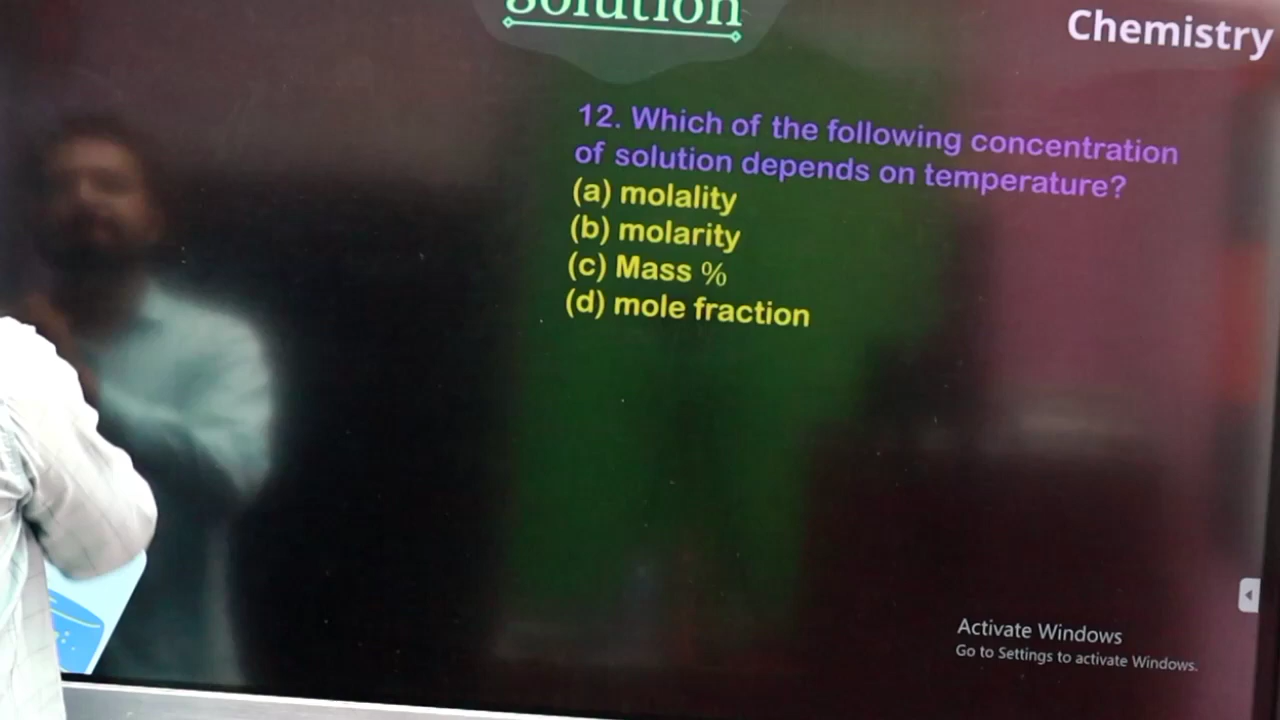 Solution
Chemistry
12. Which of the following concentration
of solution depends on temperature?
(a) molality
(b) molarity
(c) Mass %
(d) mole fraction
Activate Windows
Go to Settings to activate Windows.